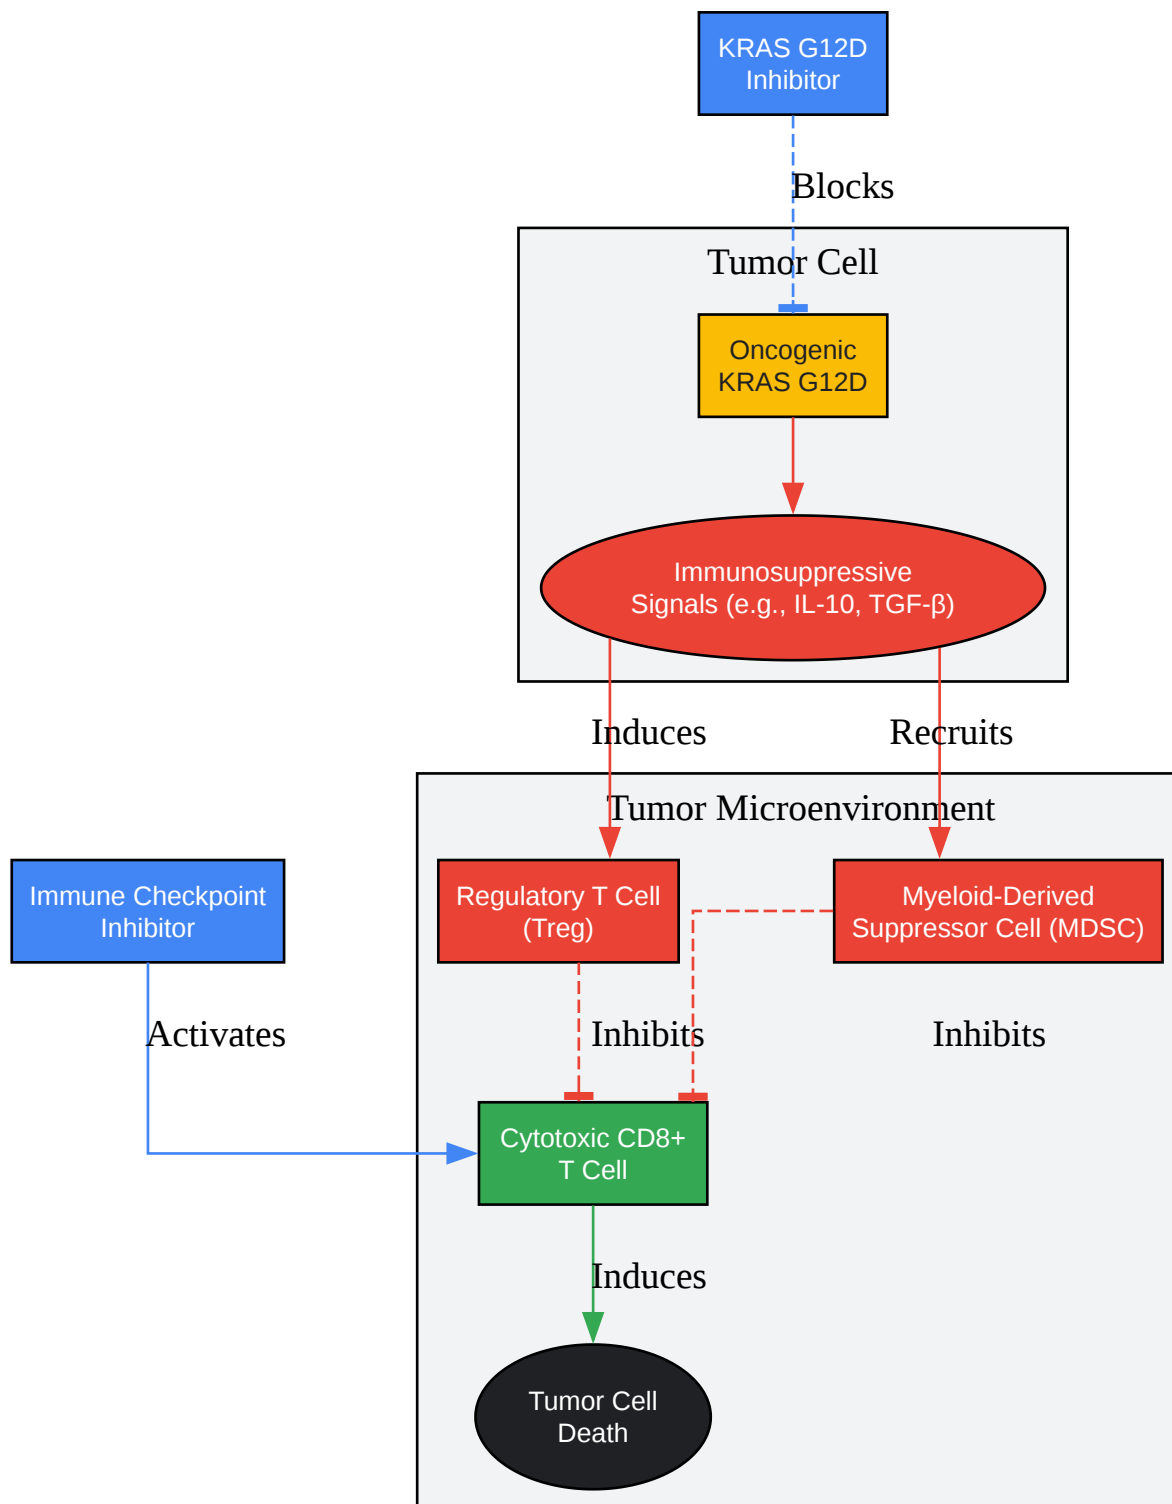 KRAS G12D
Inhibitor
Blocks
Tumor Cell
Oncogenic
KRAS G12D
Immunosuppressive
Signals (e.g., IL-10, TGF-β)
Induces
Recruits
Tumor Microenvironment
Immune Checkpoint
Inhibitor
Regulatory T Cell
(Treg)
Myeloid-Derived
Suppressor Cell (MDSC)
Activates
Inhibits
Inhibits
Cytotoxic CD8+
T Cell
Induces
Tumor Cell
Death